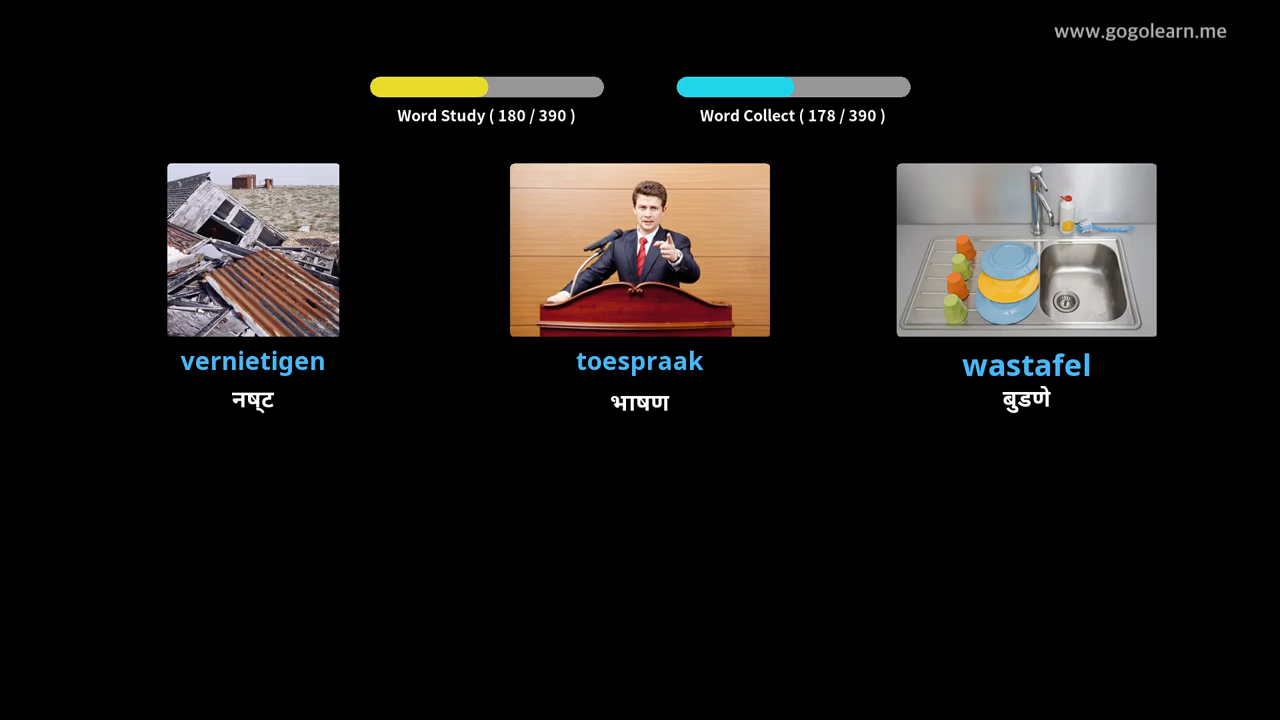 www.gogolearn.me
Word Study ( 180 / 390 )
Word Collect ( 178 / 390 )
vernietigen
toespraak
wastafel
नष्ट
भाषण
बुडणे